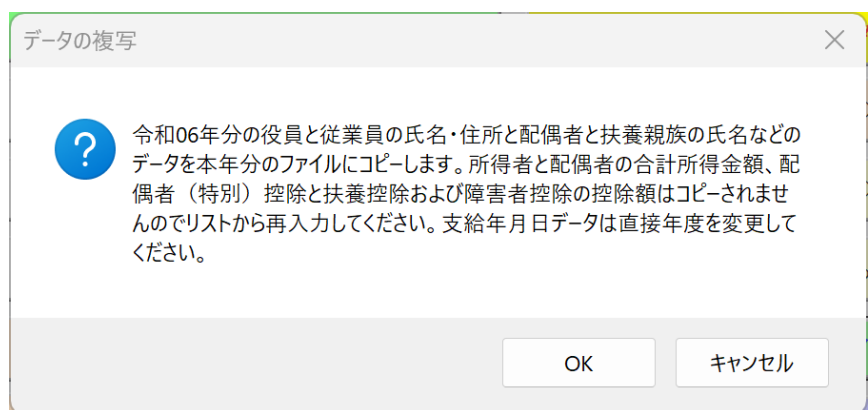 データの複写
令和06年分の役員と従業員の氏名・住所と配偶者と扶養親族の氏名などの
データを本年分のファイルにコピーします。所得者と配偶者の合計所得金額、配
偶者（特別）控除と扶養控除および障害者控除の控除額はコピーされませ
んのでリストから再入力してください。支給年月日データは直接年度を変更して
ください。
OK
キャンセル